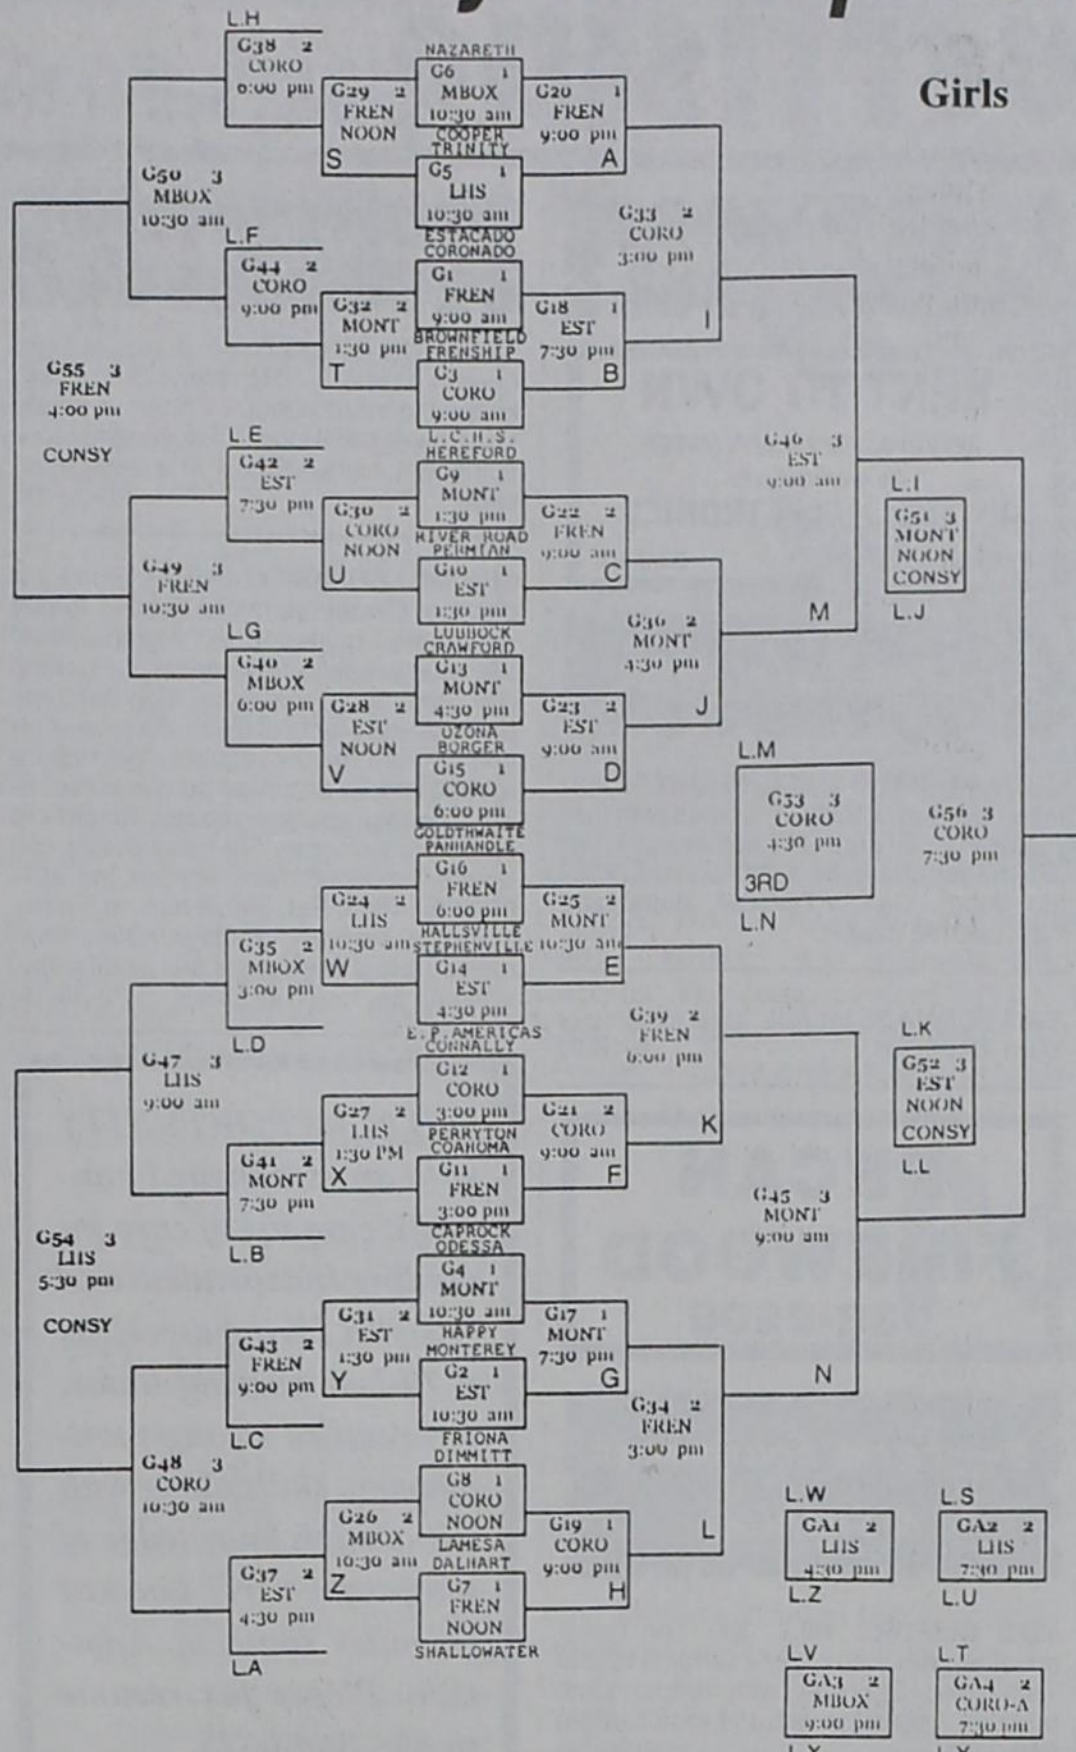 Girls
L.H
G38 2
CORO
6:00 pm
G29 2
FREN
NOON
S
NAZARETH
G6 1
MBOX
10:30 am
COOPER
TRINITY
G20 1
FREN
9:00 pm
A
G5 1
LHS
10:30 am
ESTACADO
CORONADO
G50 3
MBOX
10:30 am
G33 2
CORO
3:00 pm
I
L.F
G44 2
CORO
9:00 pm
G32 2
MONT
1:30 pm
T
G1 1
FREN
9:00 am
BROWNFIELD
FRENSHIP
G18 1
EST
7:30 pm
B
G3 1
CORO
9:00 am
L.C.H.S.
HEREFORD
G55 3
FREN
4:00 pm
CONSY
L.E
G42 2
EST
7:30 pm
G30 2
CORO
NOON
U
G9 1
MONT
1:30 pm
RIVER ROAD
PERMIAN
G22 2
FREN
9:00 am
C
G46 3
EST
9:00 am
M
L.I
G51 3
MONT
NOON
CONSY
L.J
G49 3
FREN
10:30 am
G10 1
EST
1:30 pm
LUBBOCK
CRAWFORD
G36 2
MONT
4:30 pm
J
L.G
G40 2
MBOX
6:00 pm
G28 2
EST
NOON
V
G13 1
MONT
4:30 pm
OZONA
BORGER
G23 2
EST
9:00 am
D
G15 1
CORO
6:00 pm
GOLDTHWAITE
PANHANDLE
L.M
G53 3
CORO
4:30 pm
3RD
L.N
G56 3
CORO
7:30 pm
G24 2
LHS
10:30 am
W
G16 1
FREN
6:00 pm
HALLSVILLE
STEPHENVILLE
G25 2
MONT
10:30 am
E
G35 2
MBOX
3:00 pm
L.D
G14 1
EST
4:30 pm
E.P.AMERICAS
CONNALLY
G39 2
FREN
6:00 pm
K
G47 3
LHS
9:00 am
G27 2
LHS
1:30 PM
X
G12 1
CORO
3:00 pm
PERRYTON
COAHOMA
G21 2
CORO
9:00 am
F
L.K
G52 3
EST
NOON
CONSY
L.L
G41 2
MONT
7:30 pm
L.B
G11 1
FREN
3:00 pm
CAPROCK
ODESSA
G45 3
MONT
9:00 am
N
G54 3
LHS
5:30 pm
CONSY
G43 2
FREN
9:00 pm
L.C
G31 2
EST
1:30 pm
Y
G4 1
MONT
10:30 am
HAPPY
MONTEREY
G17 1
MONT
7:30 pm
G
G2 1
EST
10:30 am
FRIONA
DIMMITT
G34 2
FREN
3:00 pm
L
G48 3
CORO
10:30 am
G26 2
MBOX
10:30 am
Z
G8 1
CORO
NOON
LAMESA
DALHART
G19 1
CORO
9:00 pm
H
G37 2
EST
4:30 pm
L.A
G7 1
FREN
NOON
SHALLOWATER
L.W
GA1 2
LHS
4:30 pm
L.Z
L.S
GA2 2
LHS
7:30 pm
L.U
L.V
GA3 2
MBOX
9:00 pm
L.T
GA4 2
CORO-A
7:30 pm